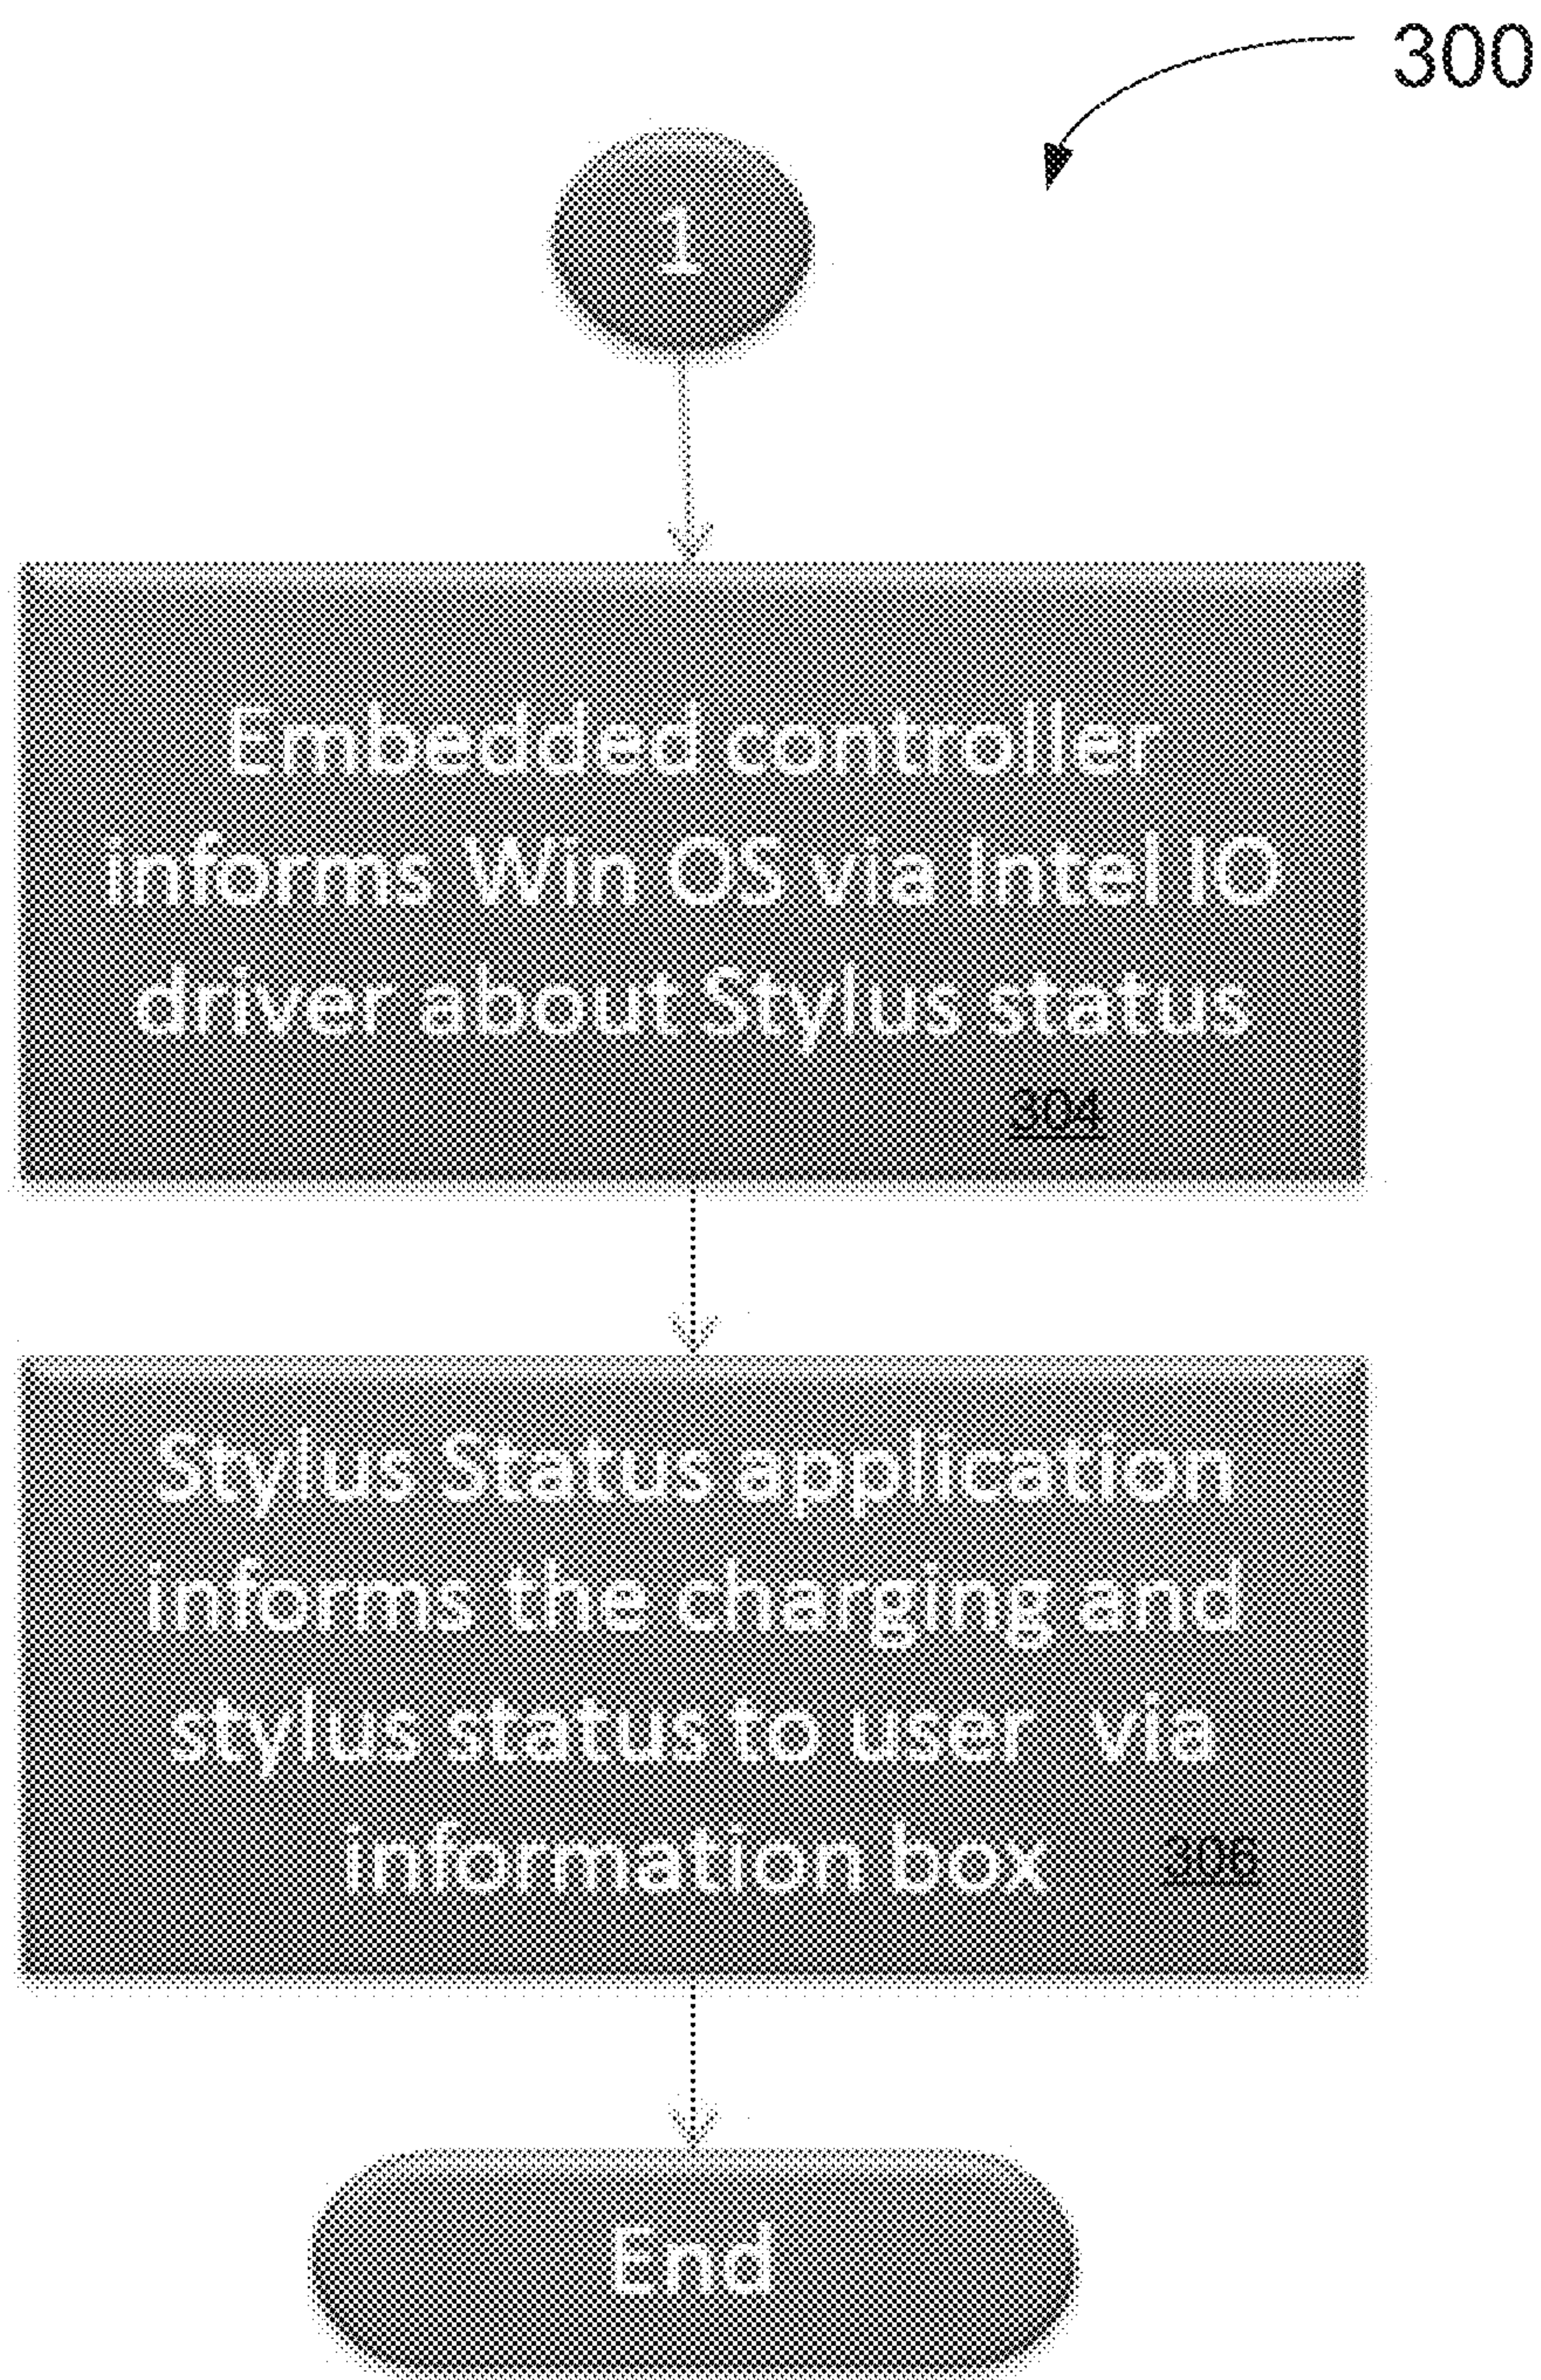 300
1
Embedded controller
informs Win OS via Intel IO
driver about Stylus status
304
Stylus Status application
informs the charging and
stylus status to user via
information box 306
End